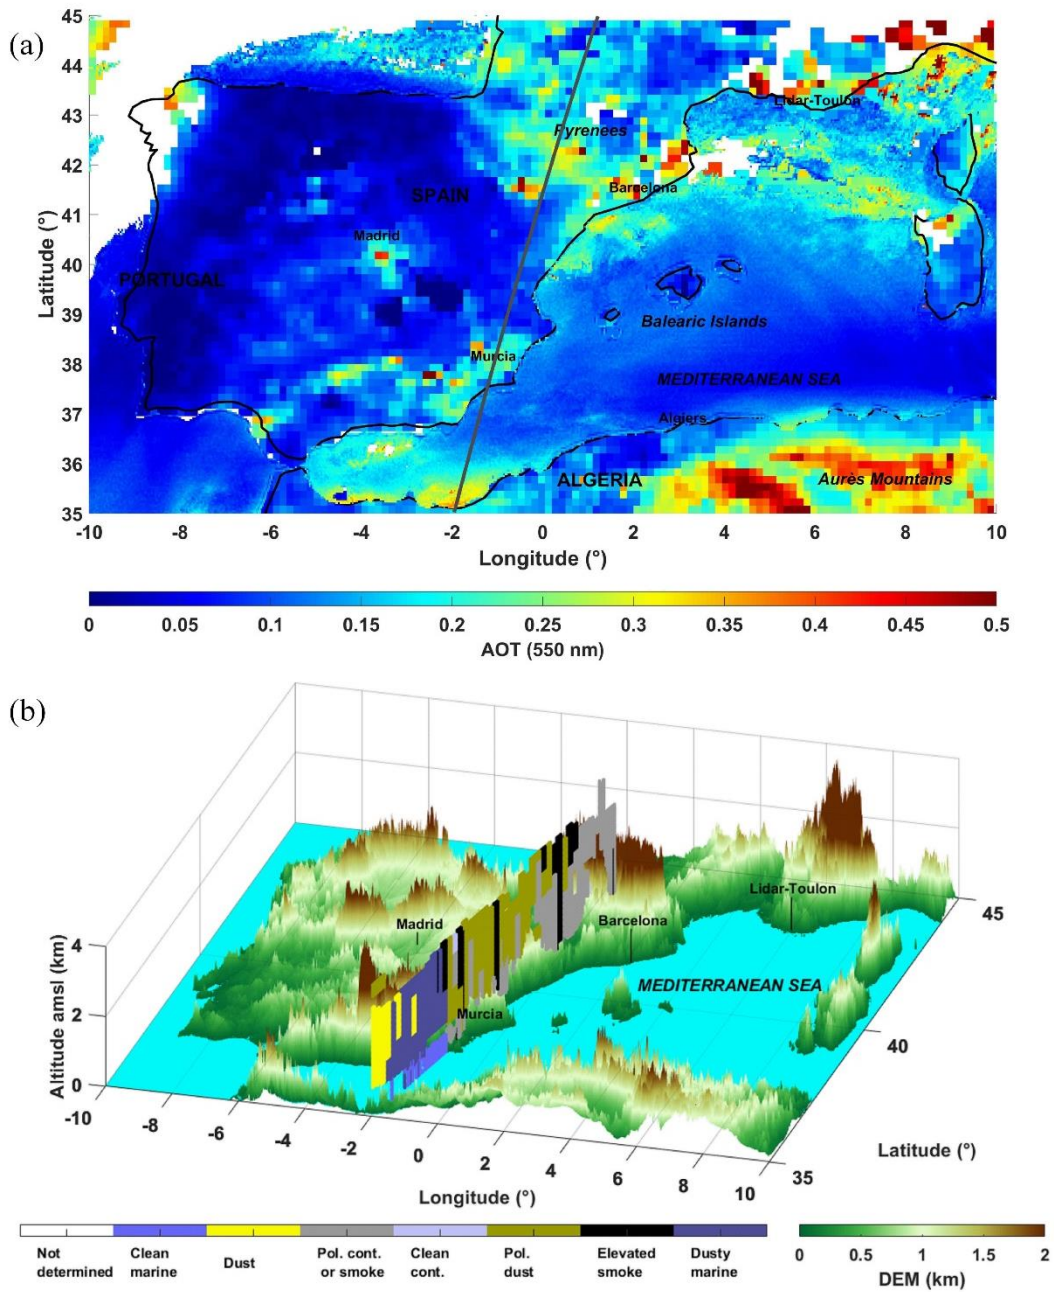 (a)
45
44
43
42
41
40
39
38
37
36
35
Latitude (°)
Lidar-Toulon
Pyrenees
Barcelona
SPAIN
Madrid
PORTUGAL
Balearic Islands
Murcia
MEDITERRANEAN SEA
Algiers
ALGERIA
Aurès Mountains
-10 -8 -6 -4 -2 0 2 4 6 8 10
Longitude (°)
0 0.05 0.1 0.15 0.2 0.25 0.3 0.35 0.4 0.45 0.5
AOT (550 nm)
(b)
Lidar-Toulon
Madrid
Barcelona
45
4
2
0
Altitude amsl (km)
MEDITERRANEAN SEA
Murcia
40
-10 -8 -6 -4 -2 0 2 4 6 8 10
35
Latitude (°)
Longitude (°)
Not determined
Clean marine
Dust
Pol. cont. or smoke
Clean cont.
Pol. dust
Elevated smoke
Dusty marine
0 0.5 1 1.5 2
DEM (km)